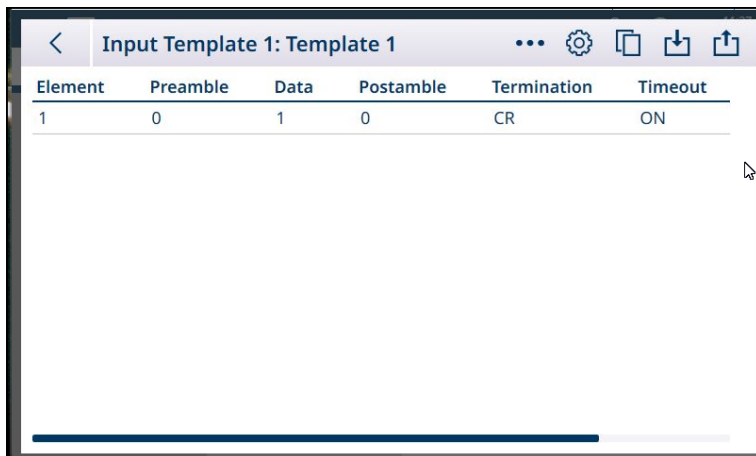 Input Template 1: Template 1
Element Preamble Data Postamble Termination Timeout
1 0 1 0 CR ON